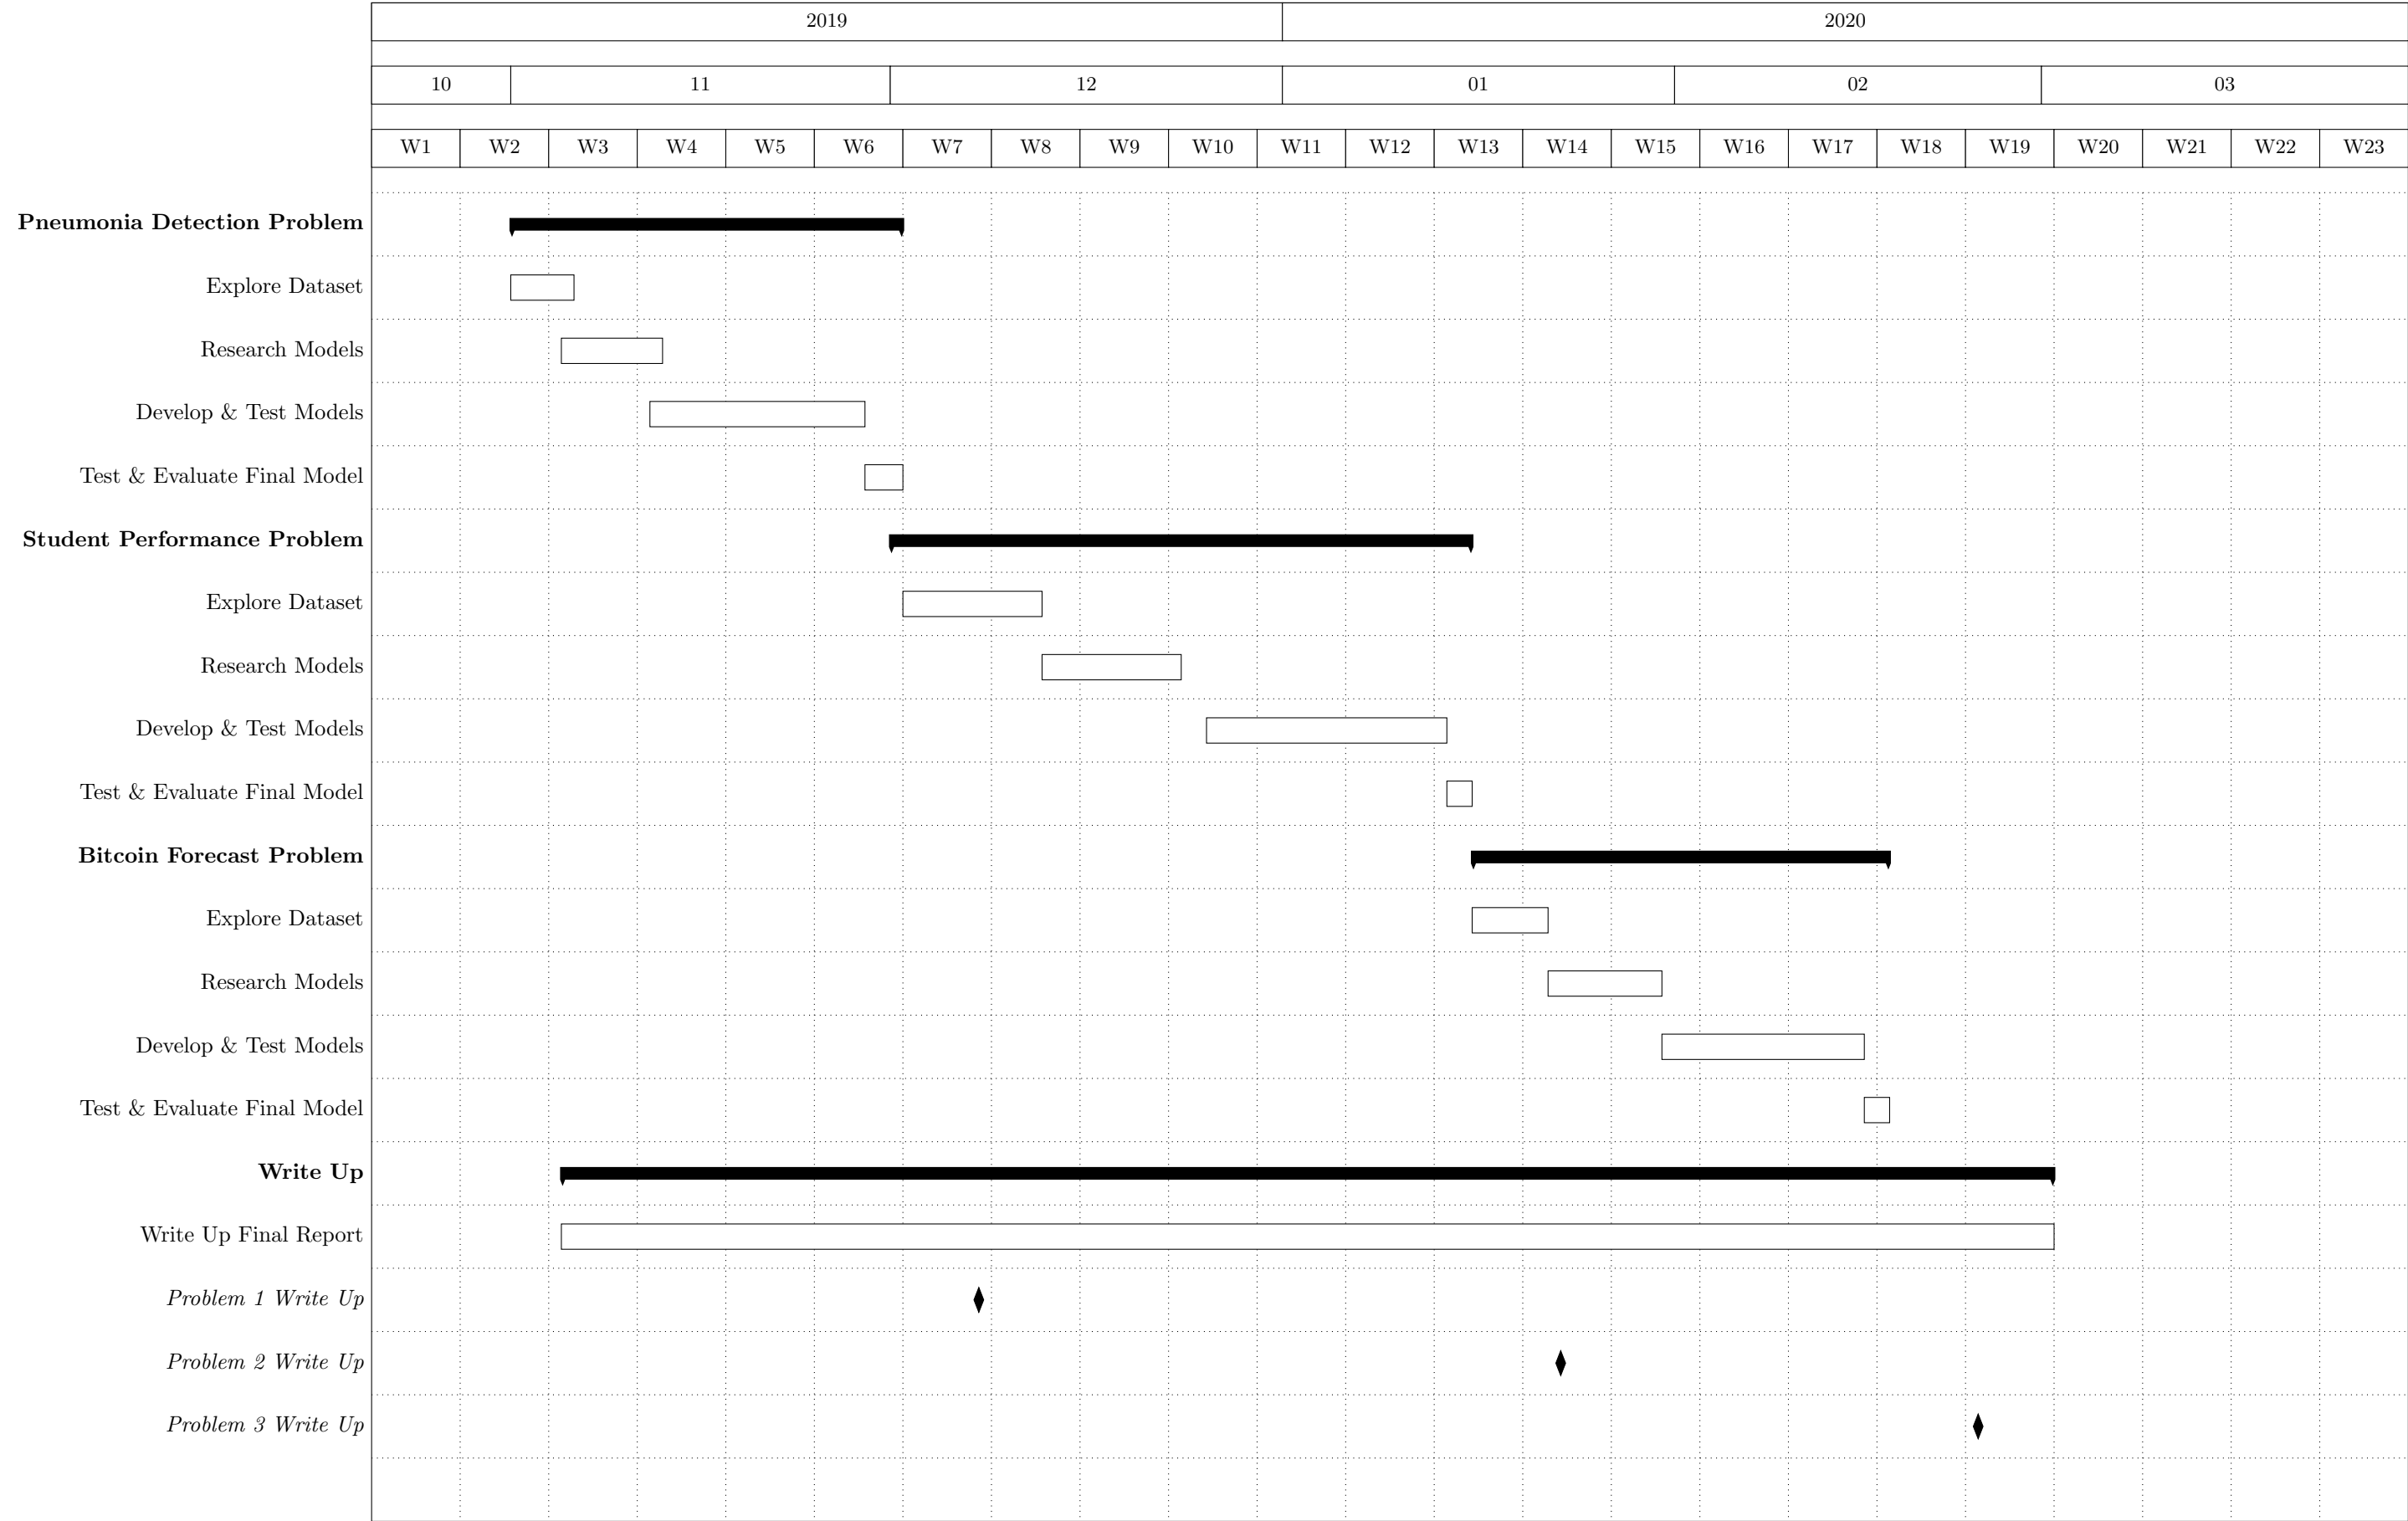 2019 2020
10 11 12 01 02 03
W1 W2 W3 W4 W5 W6 W7 W8 W9 W10 W11 W12 W13 W14 W15 W16 W17 W18 W19 W20 W21 W22 W23
Pneumonia Detection Problem
Explore Dataset
Research Models
Develop & Test Models
Test & Evaluate Final Model
Student Performance Problem
Explore Dataset
Research Models
Develop & Test Models
Test & Evaluate Final Model
Bitcoin Forecast Problem
Explore Dataset
Research Models
Develop & Test Models
Test & Evaluate Final Model
Write Up
Write Up Final Report
Problem 1 Write Up
Problem 2 Write Up
Problem 3 Write Up